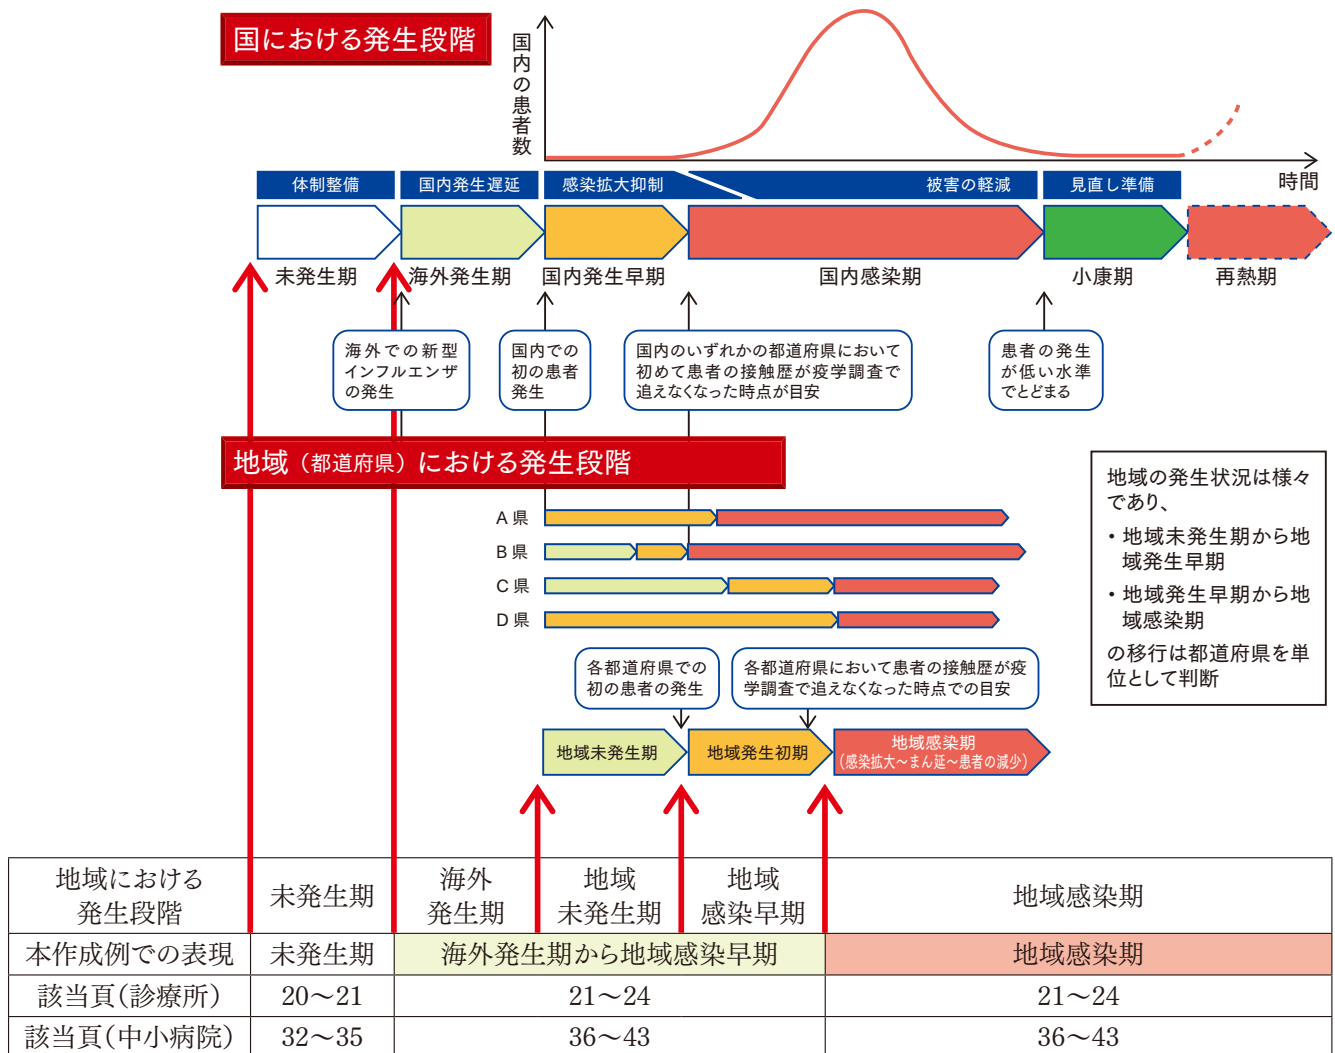 国における発生段階
国内の患者数
時間
体制整備
国内発生遅延
感染拡大抑制
被害の軽減
見直し準備
未発生期
海外発生期
国内発生早期
国内感染期
小康期
再熱期
海外での新型
インフルエンザ
の発生
国内での
初の患者
発生
国内のいずれかの都道府県において
初めて患者の接触歴が疫学調査で
追えなくなった時点が目安
患者の発生
が低い水準
でとどまる
地域（都道府県）における発生段階
A 県
B 県
C 県
D 県
地域の発生状況は様々
であり、
・地域未発生期から地
域発生早期
・地域発生早期から地
域感染期
の移行は都道府県を単
位として判断
各都道府県での
初の患者の発生
各都道府県において患者の接触歴が疫
学調査で追えなくなった時点での目安
地域未発生期
地域発生初期
地域感染期
（感染拡大～まん延～患者の減少）
地域における
発生段階
未発生期
海外
発生期
地域
未発生期
地域
感染早期
地域感染期
本作成例での表現
未発生期
海外発生期から地域感染早期
地域感染期
該当頁（診療所）
20～21
21～24
21～24
該当頁（中小病院）
32～35
36～43
36～43